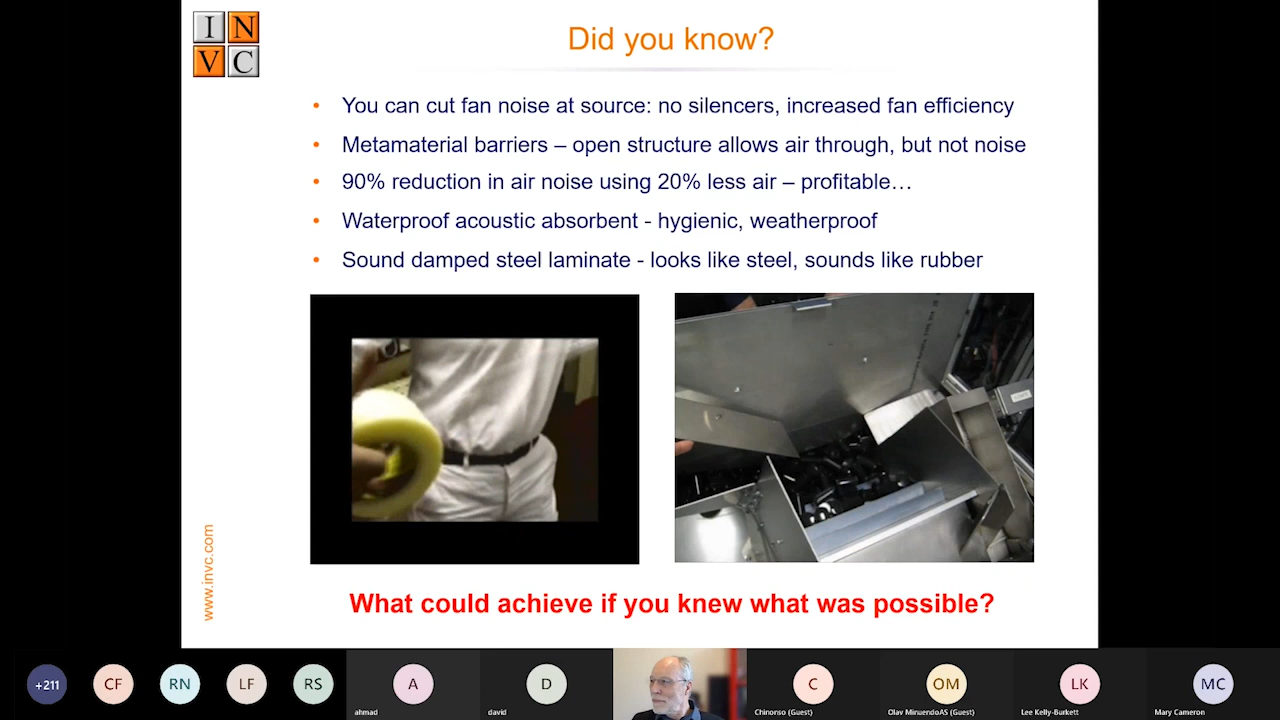 I N
V C
Did you know?
• You can cut fan noise at source: no silencers, increased fan efficiency
• Metamaterial barriers – open structure allows air through, but not noise
• 90% reduction in air noise using 20% less air – profitable…
• Waterproof acoustic absorbent - hygienic, weatherproof
• Sound damped steel laminate - looks like steel, sounds like rubber
www.invc.com
What could achieve if you knew what was possible?
+211 CF RN LF RS A D C OM LK MC
ahmad david Chinonso (Guest) Olav MinuendoAS (Guest) Lee Kelly-Burkett Mary Cameron